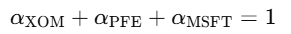 α_XOM + α_PFE + α_MSFT = 1